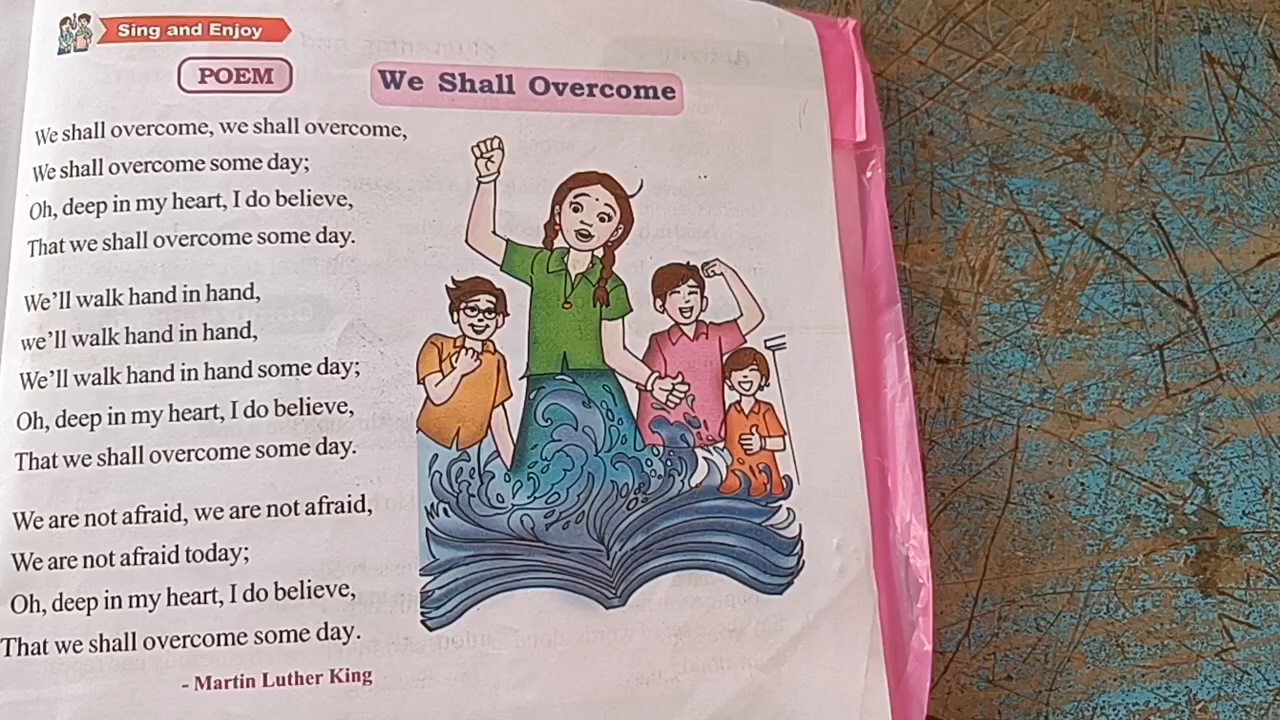 Sing and Enjoy
POEM
We Shall Overcome
We shall overcome, we shall overcome,
We shall overcome some day;
Oh, deep in my heart, I do believe,
That we shall overcome some day.
We'll walk hand in hand,
we'll walk hand in hand,
We'll walk hand in hand some day;
Oh, deep in my heart, I do believe,
That we shall overcome some day.
We are not afraid, we are not afraid,
We are not afraid today;
Oh, deep in my heart, I do believe,
That we shall overcome some day.
- Martin Luther King